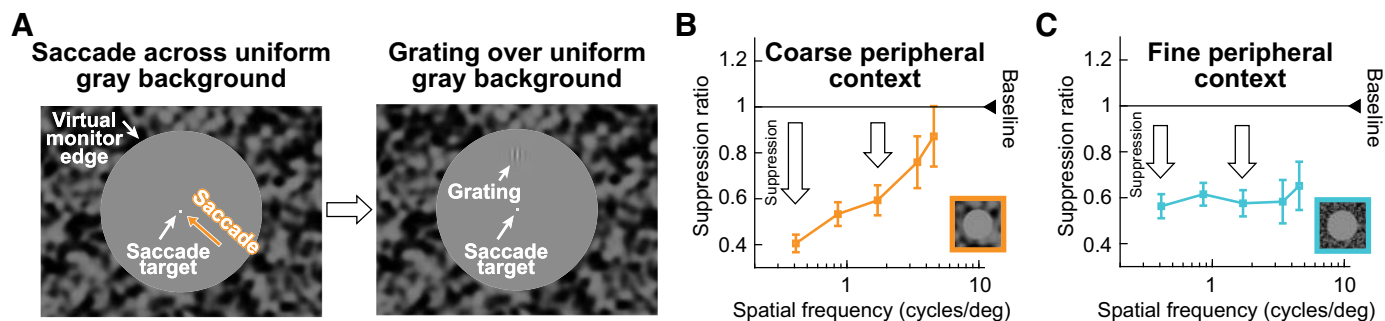 A
Saccade across uniform
gray background
Virtual
monitor
edge
Saccade
Saccade
target
Grating over uniform
gray background
Grating
Saccade
target
B
Coarse peripheral
context
Suppression ratio
1.2
1
0.8
0.6
0.4
Suppression
Baseline
1
10
Spatial frequency (cycles/deg)
C
Fine peripheral
context
Suppression ratio
1.2
1
0.8
0.6
0.4
Suppression
Baseline
1
10
Spatial frequency (cycles/deg)